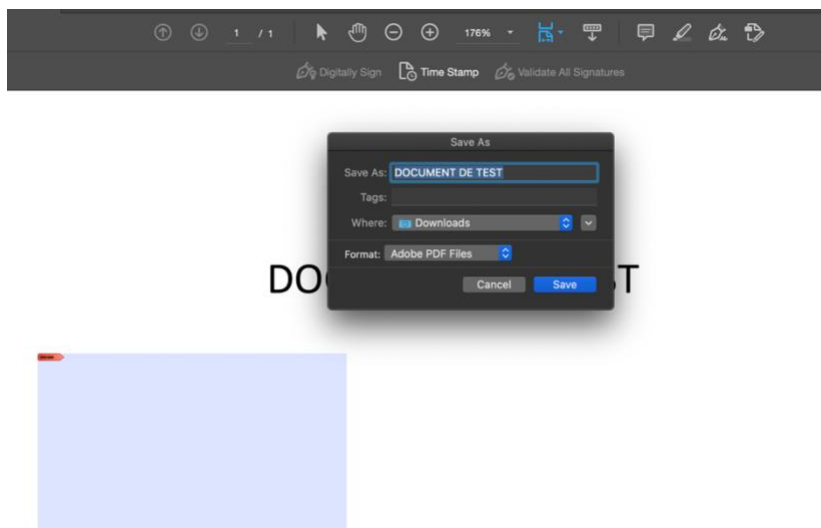 1 / 1 176%
Digitally Sign Time Stamp Validate All Signatures
Save As
Save As: DOCUMENT DE TEST
Tags:
Where: Downloads
Format: Adobe PDF Files
DO T
Cancel Save